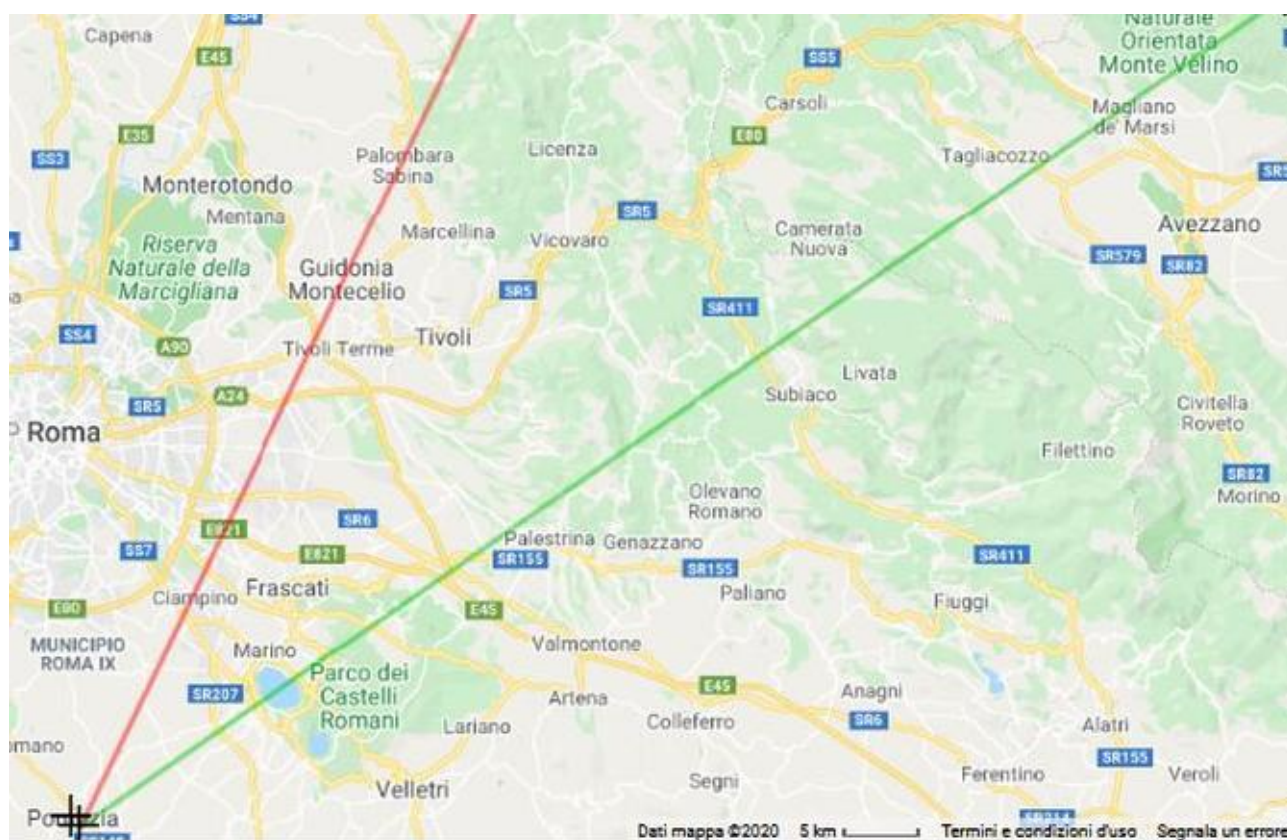 SS4
Naturale
Orientata
Monte Velino
Capena
E45
SS5
Carsoli
Magliano
de' Marsi
E35
E80
SS3
Palombara
Sabina
Licenza
Tagliacozzo
Monterotondo
Mentana
SR5
Avezzano
Marcellina
Vicovaro
Camerata
Nuova
Riserva
Naturale della
Marcigliana
Guidonia
Montecelio
SR579
SR82
SR5
SR411
SS4
A90
Tivoli Terme
Tivoli
Livata
A24
SR5
Subiaco
Civitella
Roveto
Roma
Filettino
SR82
Morino
Olevano
Romano
SR6
E821
SS7
E821
Palestrina
Genazzano
SR155
SR155
SR411
Ciampino
Frascati
E80
E45
Paliano
Fiuggi
MUNICIPIO
ROMA IX
Marino
Valmontone
SR207
Parco dei
Castelli
Romani
Artena
E45
Anagni
SR6
Lariano
Colleferro
Alatri
SR155
Velletri
Segni
Ferentino
Veroli
Dati mappa ©2020 5 km Termini e condizioni d'uso Segnala un errore